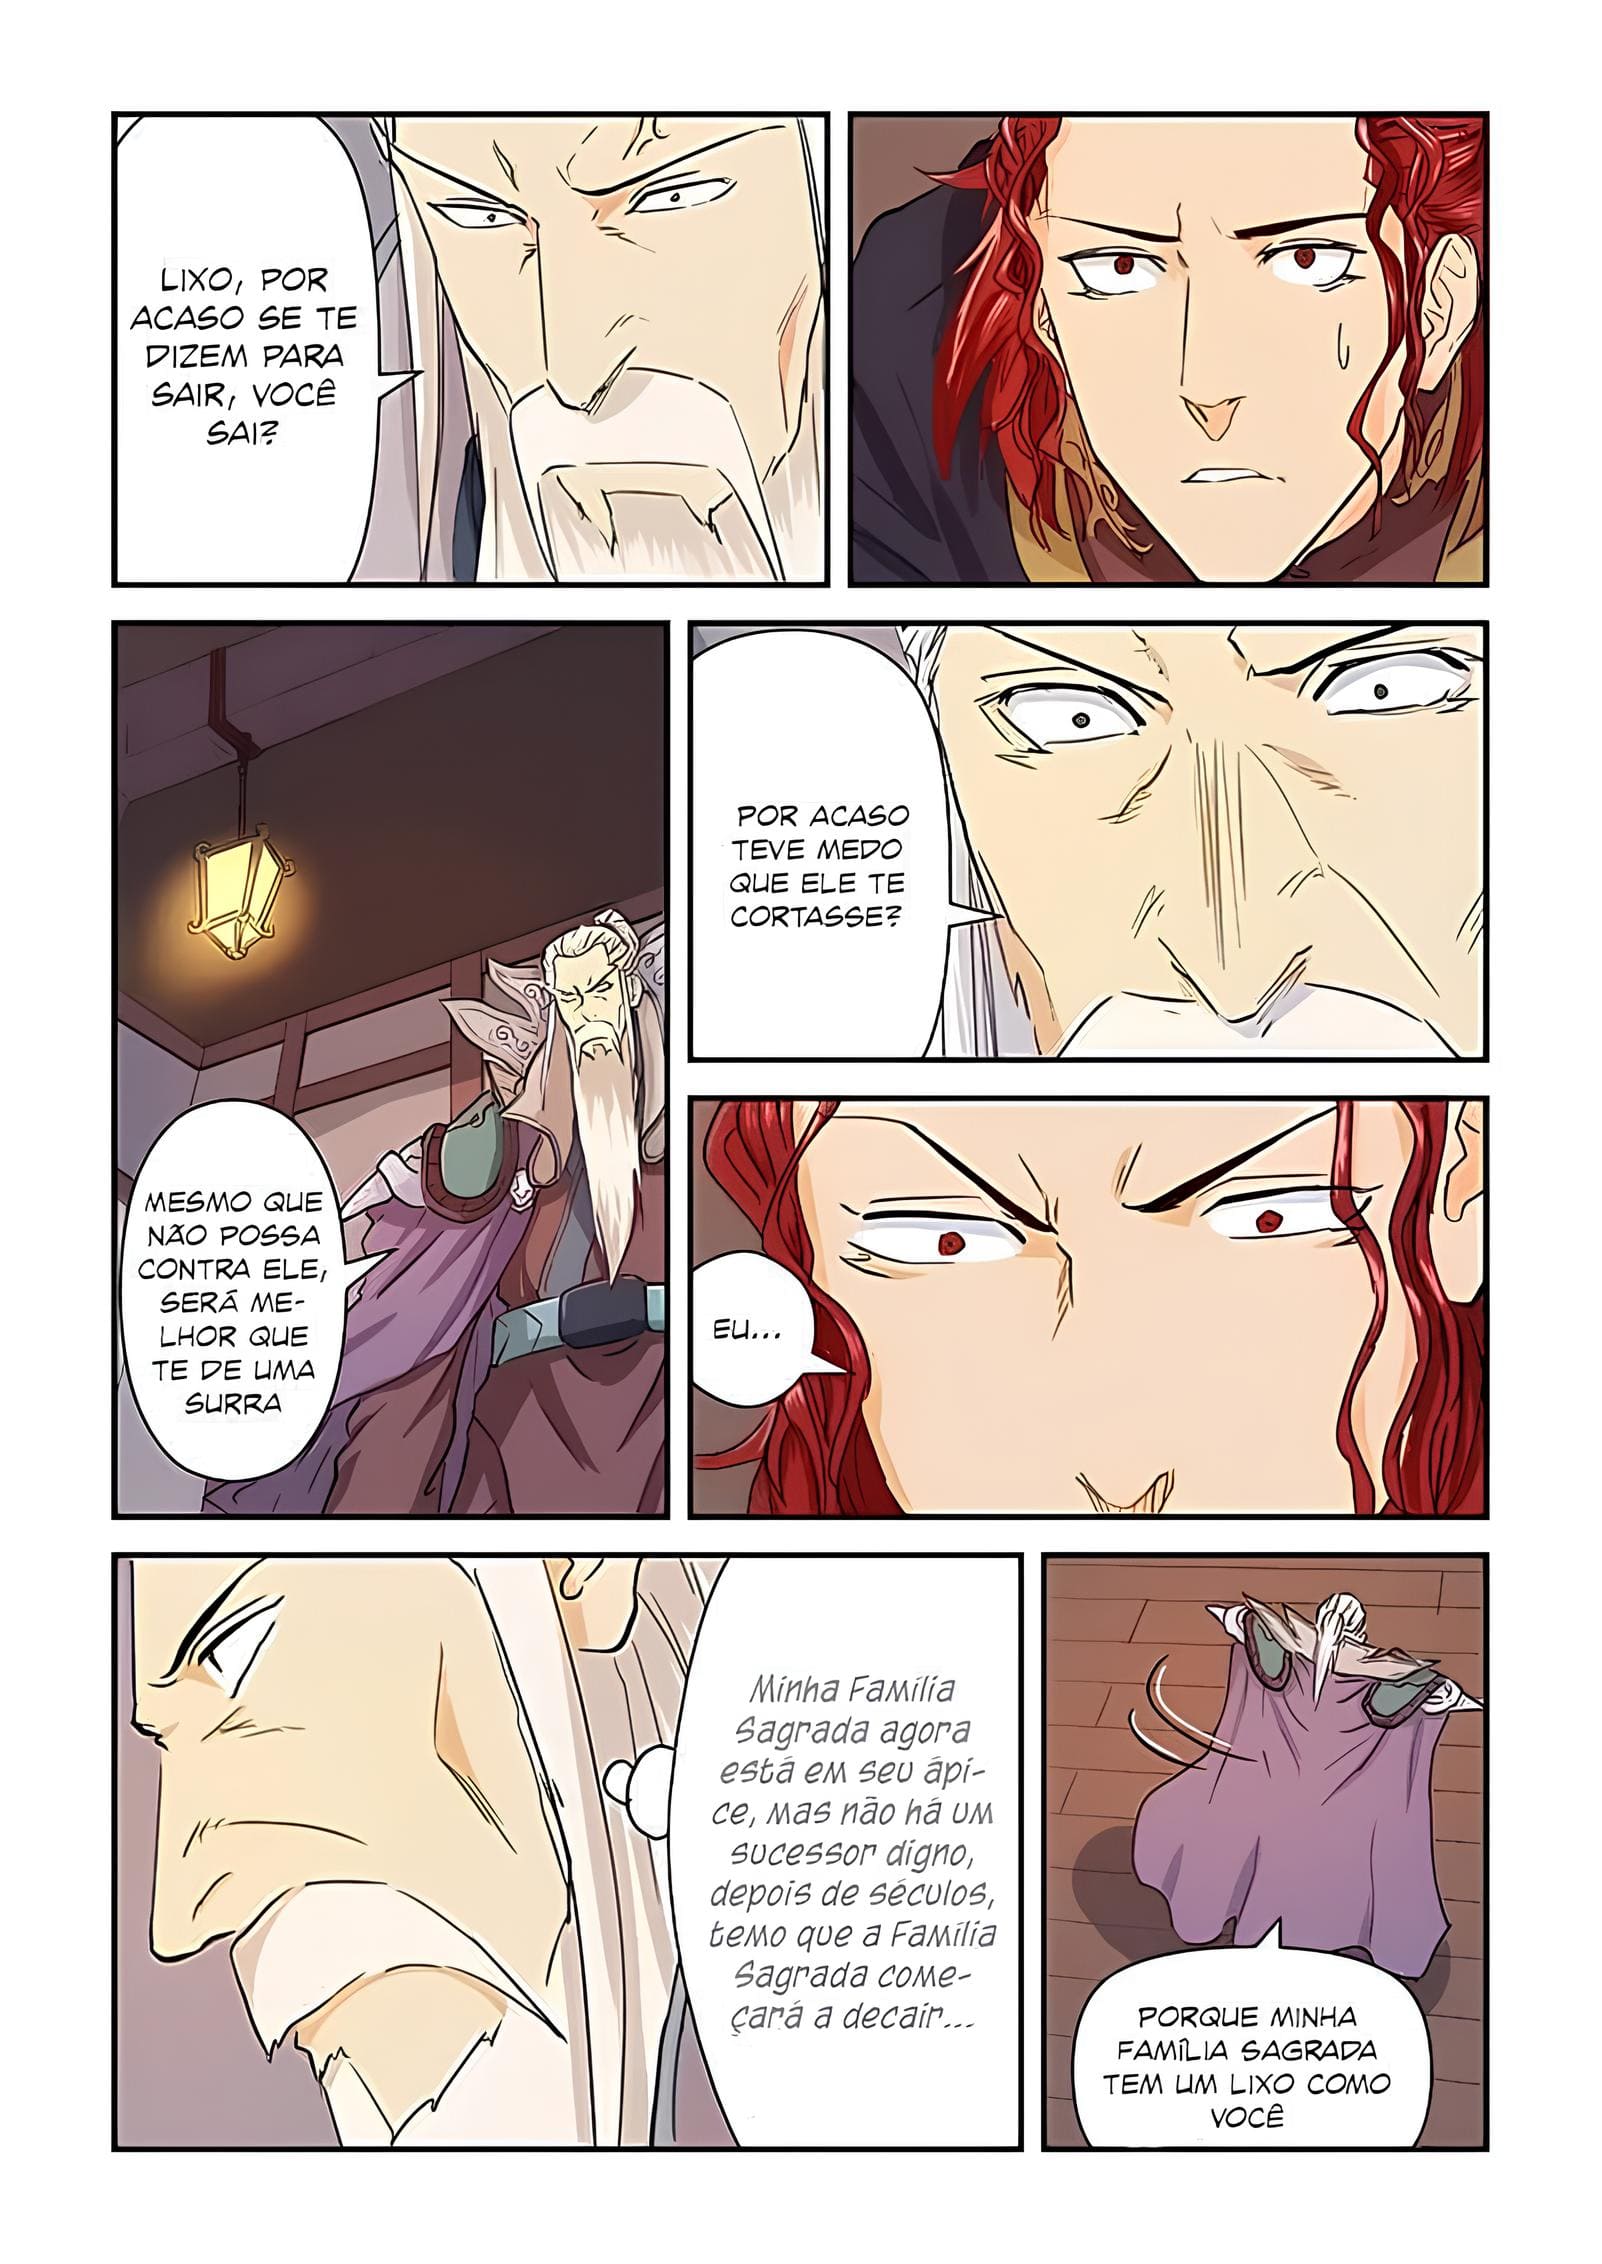 LIXO, POR
ACASO SE TE
DIZEM PARA
SAIR, VOCÊ
SAI?
POR ACASO
TEVE MEDO
QUE ELE TE
CORTASSE?
MESMO QUE
NÃO POSSA
CONTRA ELE,
SERÁ ME-
LHOR QUE
TE DE UMA
SURRA
EU...
Minha Família
Sagrada agora
está em seu ápi-
ce, mas não há um
sucessor digno,
depois de séculos,
temo que a Família
Sagrada come-
çará a decair...
PORQUE MINHA
FAMÍLIA SAGRADA
TEM UM LIXO COMO
VOCÊ